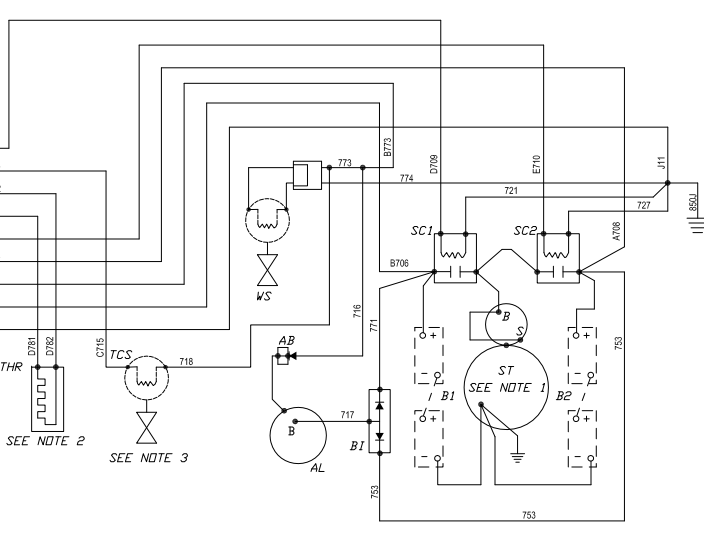 B773
D709
E710
J11
773
774
721
727
850J
A706
SC1
SC2
B706
WS
716
771
753
D781
D782
C715
THR
TCS
718
AB
B
S
ST
SEE NOTE 1
/ B1
B2 /
+
+
-
-
+
+
-
-
717
B
BI
AL
SEE NOTE 2
SEE NOTE 3
753
753